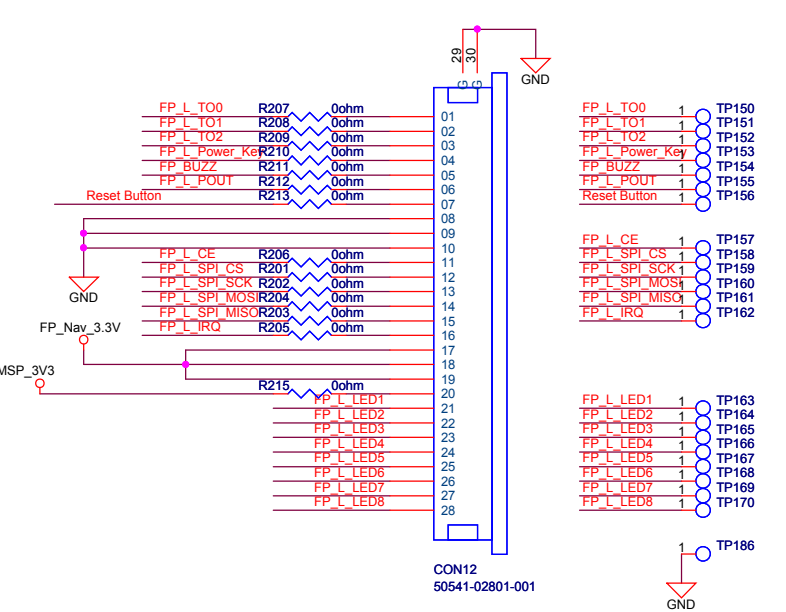 29
30
G
G
GND
FP_L_TO0 R207 0ohm 01
FP_L_TO1 R208 0ohm 02
FP_L_TO2 R209 0ohm 03
FP_L_Power_Key R210 0ohm 04
FP_BUZZ R211 0ohm 05
FP_L_POUT R212 0ohm 06
Reset Button R213 0ohm 07
08
09
10
GND
FP_L_CE R206 0ohm 11
FP_L_SPI_CS R201 0ohm 12
FP_L_SPI_SCK R202 0ohm 13
FP_L_SPI_MOSI R204 0ohm 14
FP_L_SPI_MISO R203 0ohm 15
FP_L_IRQ R205 0ohm 16
FP_Nav_3.3V
17
18
19
MSP_3V3
R215 0ohm 20
FP_L_LED1 21
FP_L_LED2 22
FP_L_LED3 23
FP_L_LED4 24
FP_L_LED5 25
FP_L_LED6 26
FP_L_LED7 27
FP_L_LED8 28
CON12
50541-02801-001
FP_L_TO0 1 TP150
FP_L_TO1 1 TP151
FP_L_TO2 1 TP152
FP_L_Power_Key 1 TP153
FP_BUZZ 1 TP154
FP_L_POUT 1 TP155
Reset Button 1 TP156
FP_L_CE 1 TP157
FP_L_SPI_CS 1 TP158
FP_L_SPI_SCK 1 TP159
FP_L_SPI_MOSI 1 TP160
FP_L_SPI_MISO 1 TP161
FP_L_IRQ 1 TP162
FP_L_LED1 1 TP163
FP_L_LED2 1 TP164
FP_L_LED3 1 TP165
FP_L_LED4 1 TP166
FP_L_LED5 1 TP167
FP_L_LED6 1 TP168
FP_L_LED7 1 TP169
FP_L_LED8 1 TP170
1 TP186
GND